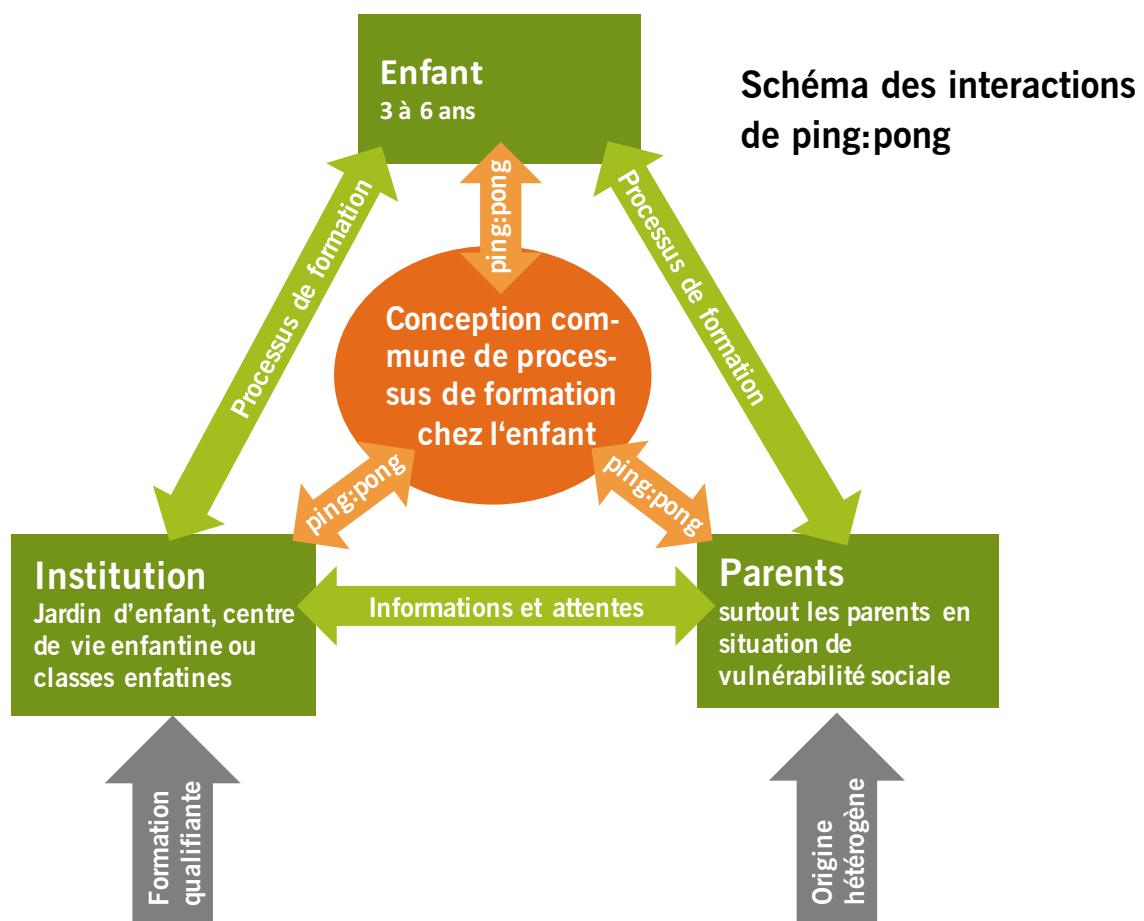 Enfant
3 à 6 ans
Schéma des interactions
de ping:pong
Processus de formation
ping:pong
Processus de formation
Conception com-
mune de proces-
sus de formation
chez l‘enfant
ping:pong
ping:pong
Institution
Jardin d’enfant, centre
de vie enfantine ou
classes enfatines
Informations et attentes
Parents
surtout les parents en
situation de
vulnérabilité sociale
Formation
qualifiante
Origine
hétérogène